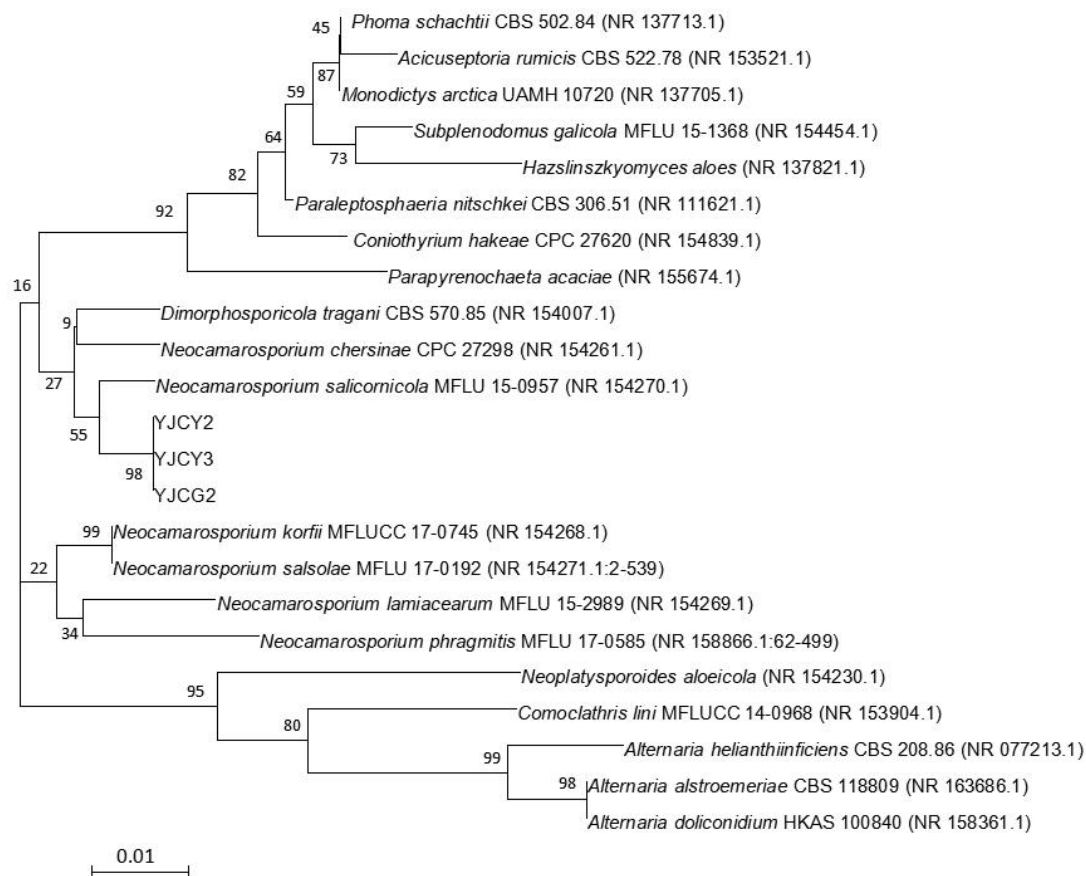 45
Phoma schachtii CBS 502.84 (NR 137713.1)
Acicuseptoria rumicis CBS 522.78 (NR 153521.1)
87
Monodictys arctica UAMH 10720 (NR 137705.1)
59
Subplenodomus galicola MFLU 15-1368 (NR 154454.1)
64
73
Hazslinszkyomyces aloes (NR 137821.1)
82
Paraleptosphaeria nitschkei CBS 306.51 (NR 111621.1)
92
Coniothyrium hakeae CPC 27620 (NR 154839.1)
Parapyrenochaeta acaciae (NR 155674.1)
16
Dimorphosporicola tragani CBS 570.85 (NR 154007.1)
9
Neocamarosporium chersinae CPC 27298 (NR 154261.1)
27
Neocamarosporium salicornicola MFLU 15-0957 (NR 154270.1)
YJCY2
55
YJCY3
98
YJCG2
99
Neocamarosporium korfii MFLUCC 17-0745 (NR 154268.1)
22
Neocamarosporium salsolae MFLU 17-0192 (NR 154271.1:2-539)
Neocamarosporium lamiacearum MFLU 15-2989 (NR 154269.1)
34
Neocamarosporium phragmitis MFLU 17-0585 (NR 158866.1:62-499)
Neoplatysporoides aloeicola (NR 154230.1)
95
Comoclathris lini MFLUCC 14-0968 (NR 153904.1)
80
Alternaria helianthiinficiens CBS 208.86 (NR 077213.1)
99
98
Alternaria alstroemeriae CBS 118809 (NR 163686.1)
Alternaria doliconidium HKAS 100840 (NR 158361.1)
0.01